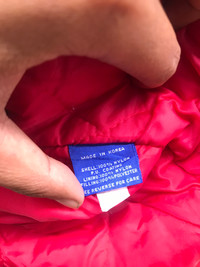 MADE IN KOREA
SHELL:100% NYLON
P.U. COATING
LINING:100% NYLON
FILLING:100% POLYESTER
SEE REVERSE FOR CARE